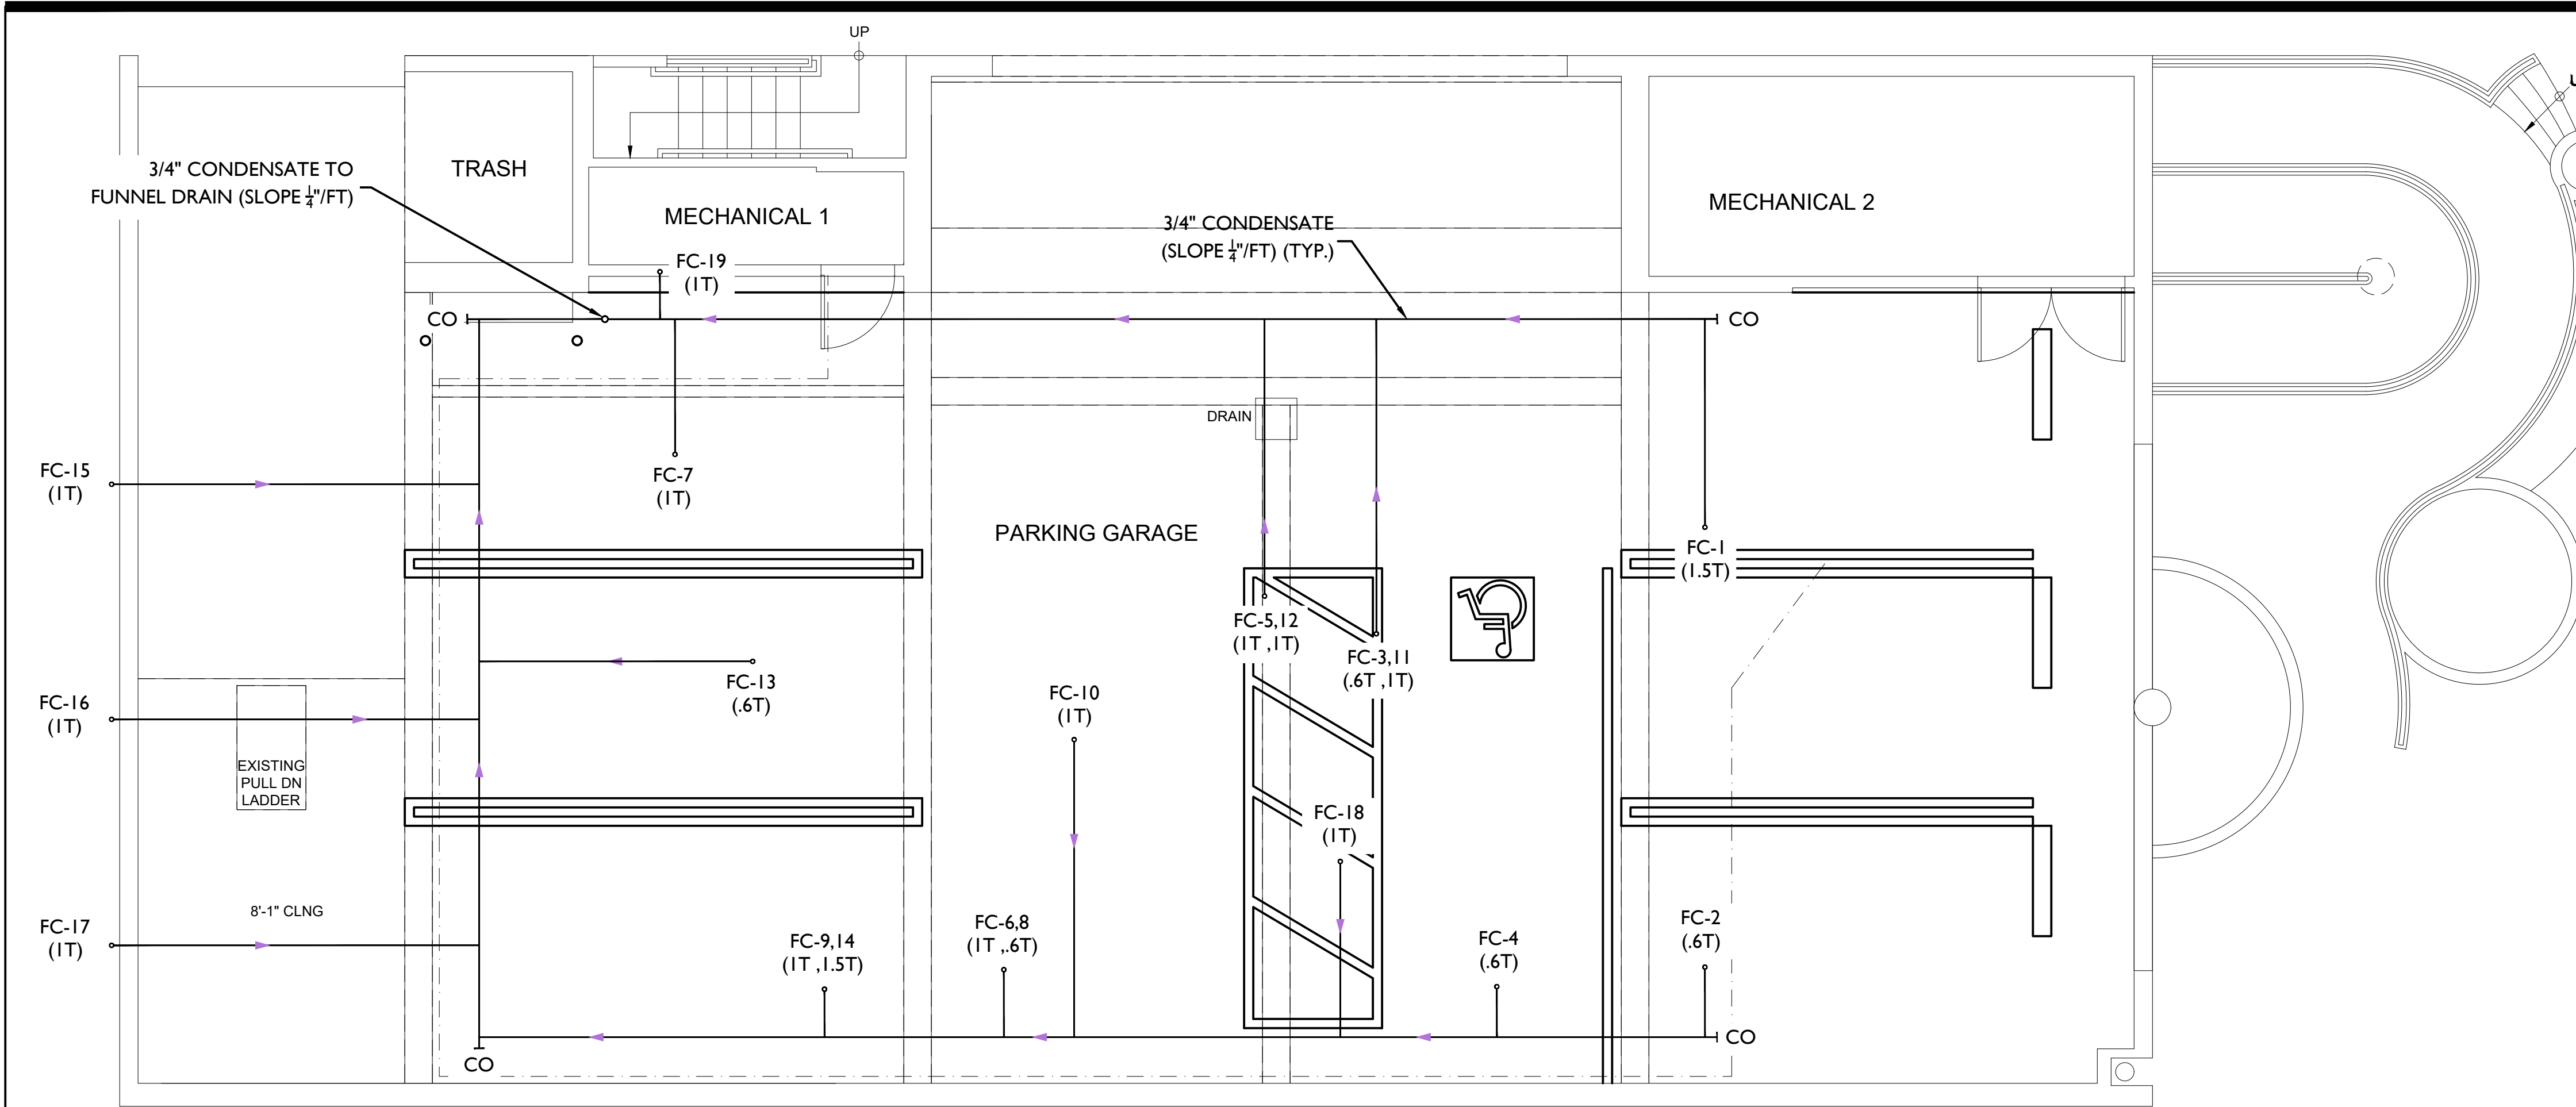 UP
3/4" CONDENSATE TO
FUNNEL DRAIN (SLOPE 1/4"/FT)
TRASH
MECHANICAL 1
3/4" CONDENSATE
(SLOPE 1/4"/FT) (TYP.)
MECHANICAL 2
FC-19
(1T)
CO
CO
DRAIN
FC-15
(1T)
FC-7
(1T)
PARKING GARAGE
FC-1
(1.5T)
FC-5,12
(1T ,1T)
FC-3,11
(.6T ,1T)
FC-13
(.6T)
FC-10
(1T)
FC-16
(1T)
EXISTING
PULL DN
LADDER
FC-18
(1T)
8'-1" CLNG
FC-17
(1T)
FC-9,14
(1T ,1.5T)
FC-6,8
(1T ,.6T)
FC-4
(.6T)
FC-2
(.6T)
CO
CO